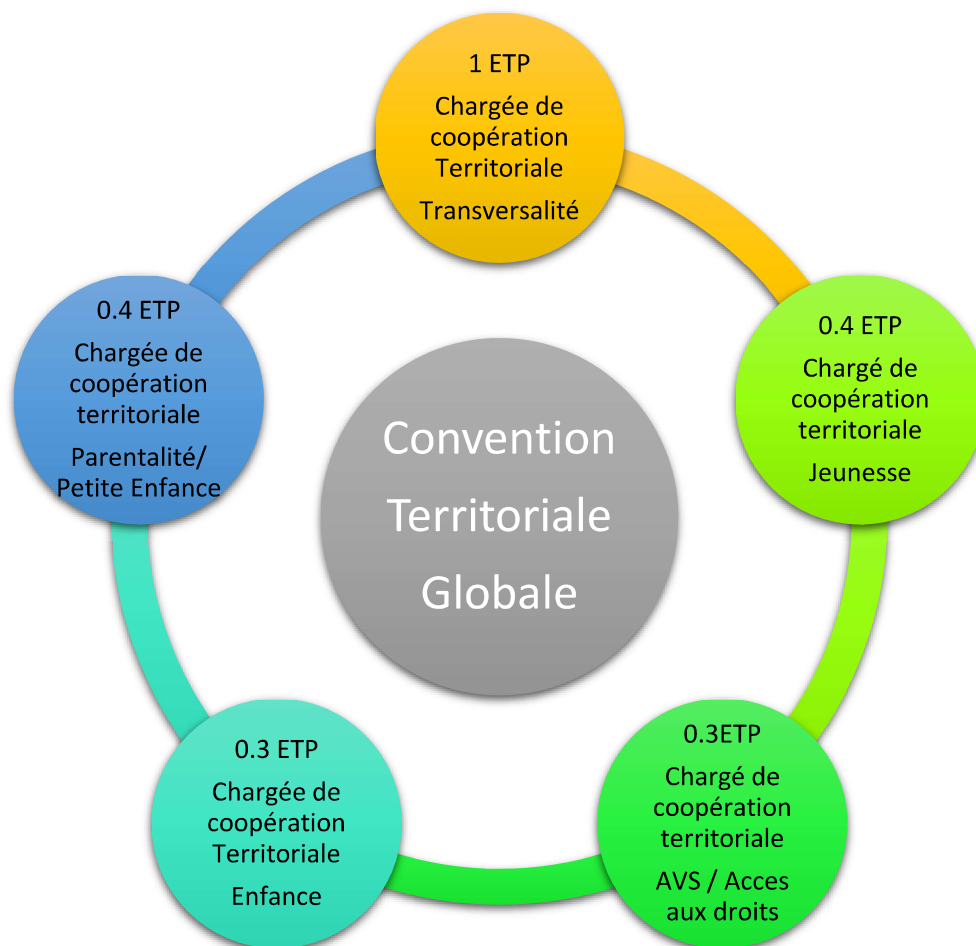 1 ETP
Chargée de
coopération
Territoriale
Transversalité
0.4 ETP
Chargé de
coopération
territoriale
Jeunesse
0.3ETP
Chargé de
coopération
territoriale
AVS / Acces
aux droits
0.3 ETP
Chargée de
coopération
Territoriale
Enfance
0.4 ETP
Chargée de
coopération
territoriale
Parentalité/
Petite Enfance
Convention
Territoriale
Globale